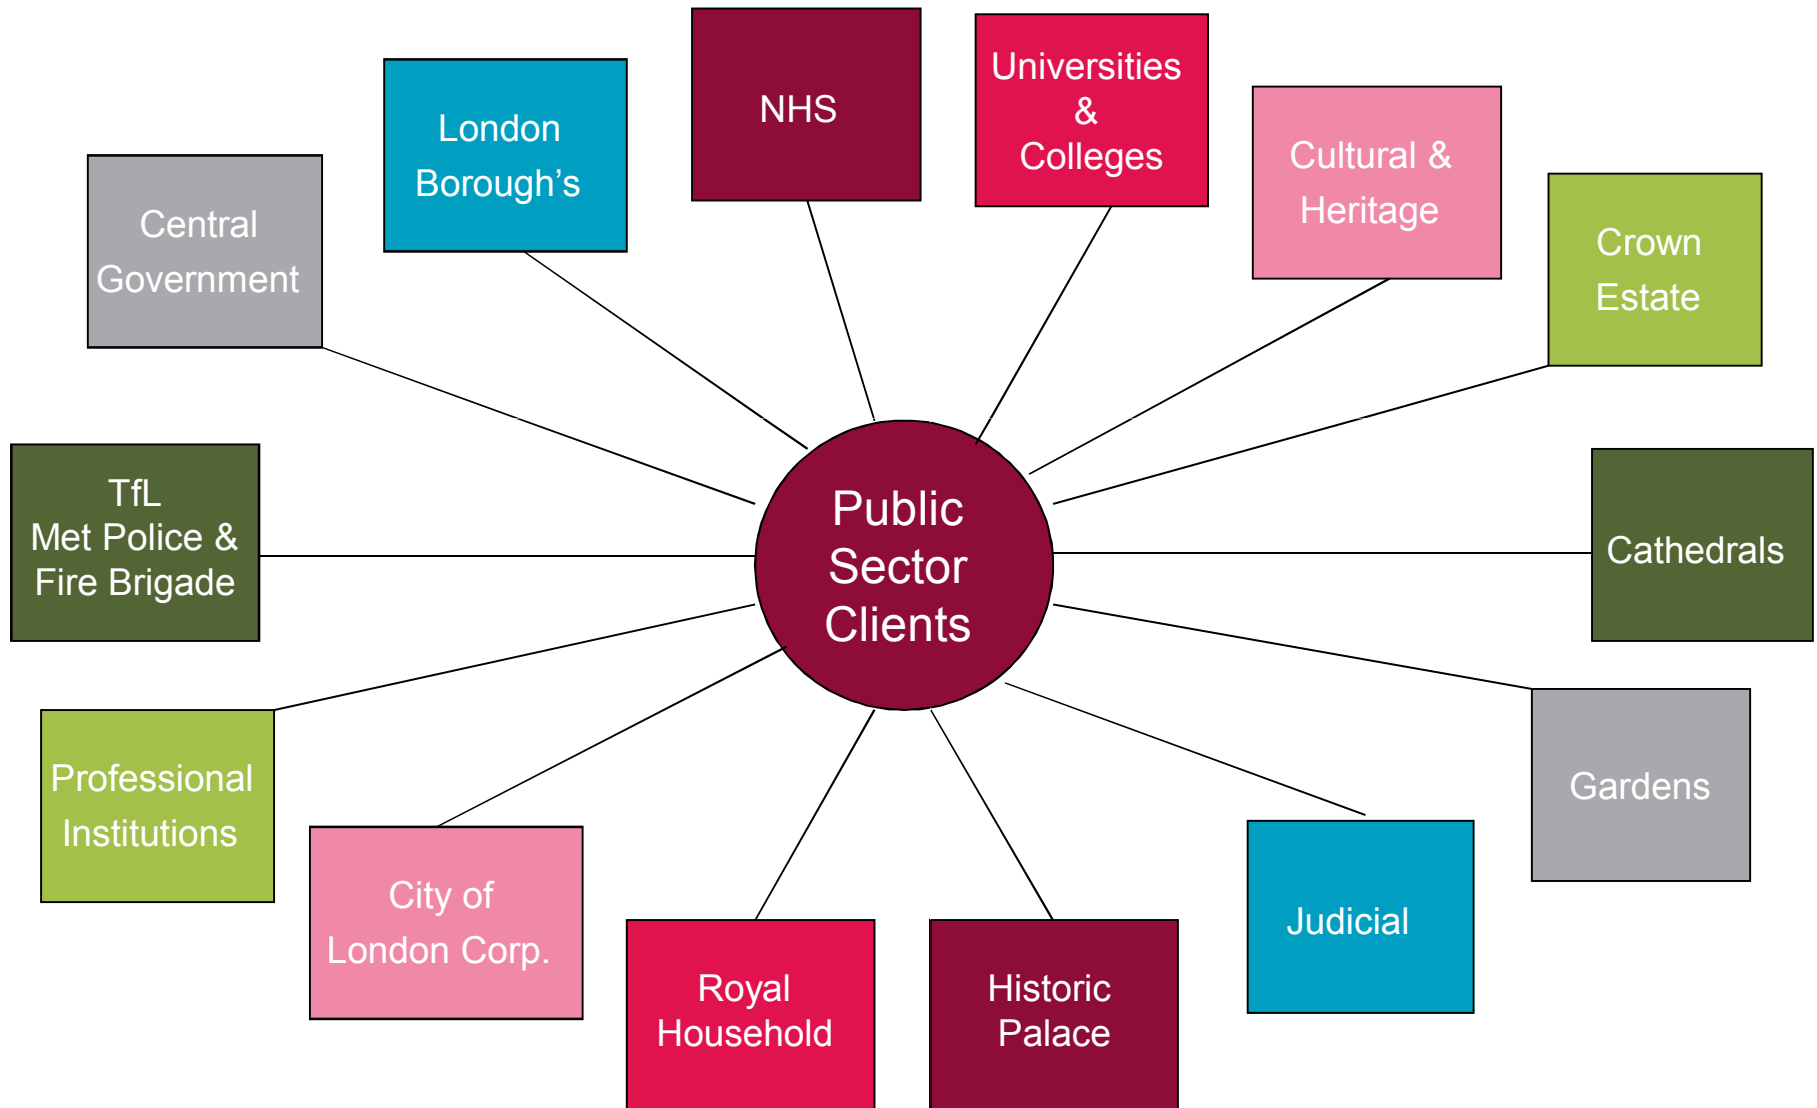 NHS
Universities
&
Colleges
London
Borough's
Cultural &
Heritage
Central
Government
Crown
Estate
TfL
Met Police &
Fire Brigade
Public
Sector
Clients
Cathedrals
Professional
Institutions
Gardens
City of
London Corp.
Judicial
Royal
Household
Historic
Palace